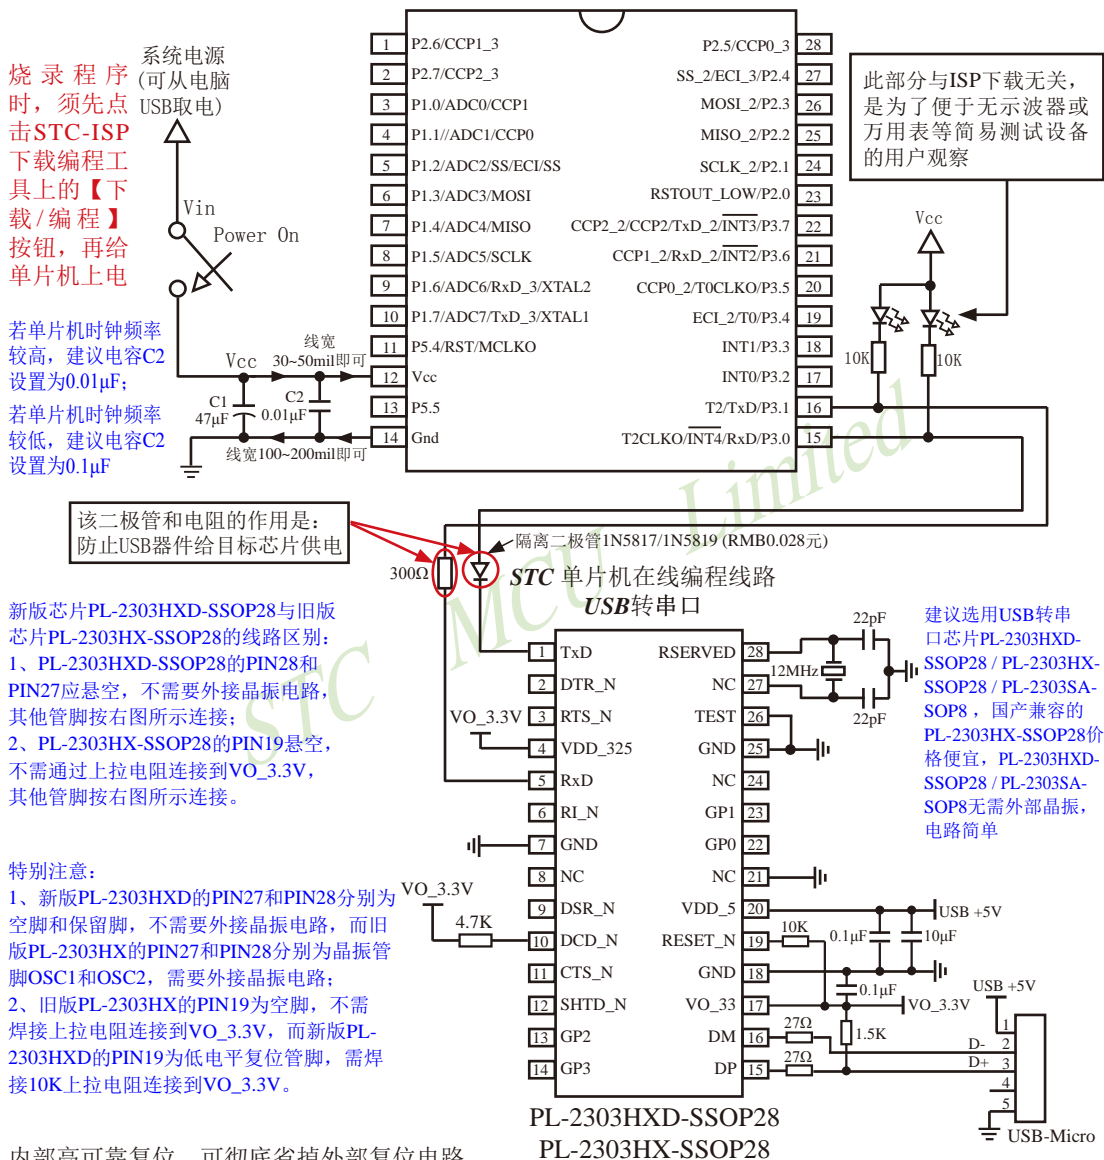 烧录程序
时，须先点
击STC-ISP
下载编程工
具上的【下
载/编程】
按钮，再给
单片机上电
系统电源
(可从电脑
USB取电)
Vin
Power On
若单片机时钟频率
较高，建议电容C2
设置为0.01μF；
若单片机时钟频率
较低，建议电容C2
设置为0.1μF
Vcc
线宽
30~50mil即可
C1
47μF
C2
0.01μF
线宽100~200mil即可
1 P2.6/CCP1_3
2 P2.7/CCP2_3
3 P1.0/ADC0/CCP1
4 P1.1//ADC1/CCP0
5 P1.2/ADC2/SS/ECI/SS
6 P1.3/ADC3/MOSI
7 P1.4/ADC4/MISO
8 P1.5/ADC5/SCLK
9 P1.6/ADC6/RxD_3/XTAL2
10 P1.7/ADC7/TxD_3/XTAL1
11 P5.4/RST/MCLKO
12 Vcc
13 P5.5
14 Gnd
P2.5/CCP0_3 28
SS_2/ECI_3/P2.4 27
MOSI_2/P2.3 26
MISO_2/P2.2 25
SCLK_2/P2.1 24
RSTOUT_LOW/P2.0 23
CCP2_2/CCP2/TxD_2/INT3/P3.7 22
CCP1_2/RxD_2/INT2/P3.6 21
CCP0_2/T0CLKO/P3.5 20
ECI_2/T0/P3.4 19
INT1/P3.3 18
INT0/P3.2 17
T2/TxD/P3.1 16
T2CLKO/INT4/RxD/P3.0 15
此部分与ISP下载无关，
是为了便于无示波器或
万用表等简易测试设备
的用户观察
Vcc
10K
10K
该二极管和电阻的作用是：
防止USB器件给目标芯片供电
300Ω
隔离二极管1N5817/1N5819 (RMB0.028元)
STC 单片机在线编程线路
USB转串口
STC MCU Limited
新版芯片PL-2303HXD-SSOP28与旧版
芯片PL-2303HX-SSOP28的线路区别：
1、PL-2303HXD-SSOP28的PIN28和
PIN27应悬空，不需要外接晶振电路，
其他管脚按右图所示连接；
2、PL-2303HX-SSOP28的PIN19悬空，
不需通过上拉电阻连接到VO_3.3V，
其他管脚按右图所示连接。
特别注意：
1、新版PL-2303HXD的PIN27和PIN28分别为
空脚和保留脚，不需要外接晶振电路，而旧
版PL-2303HX的PIN27和PIN28分别为晶振管
脚OSC1和OSC2，需要外接晶振电路；
2、旧版PL-2303HX的PIN19为空脚，不需
焊接上拉电阻连接到VO_3.3V，而新版PL-
2303HXD的PIN19为低电平复位管脚，需焊
接10K上拉电阻连接到VO_3.3V。
VO_3.3V
VO_3.3V
4.7K
1 TxD
2 DTR_N
3 RTS_N
4 VDD_325
5 RxD
6 RI_N
7 GND
8 NC
9 DSR_N
10 DCD_N
11 CTS_N
12 SHTD_N
13 GP2
14 GP3
RSERVED 28
NC 27
TEST 26
GND 25
NC 24
GP1 23
GP0 22
NC 21
VDD_5 20
RESET_N 19
GND 18
VO_33 17
DM 16
DP 15
22pF
12MHz
22pF
建议选用USB转串
口芯片PL-2303HXD-
SSOP28 / PL-2303HX-
SSOP28 / PL-2303SA-
SOP8 ，国产兼容的
PL-2303HX-SSOP28价
格便宜，PL-2303HXD-
SSOP28 / PL-2303SA-
SOP8无需外部晶振，
电路简单
USB +5V
10K
0.1μF
10μF
0.1μF
VO_3.3V
27Ω
1.5K
27Ω
USB +5V
D-
D+
1
2
3
4
5
USB-Micro
PL-2303HXD-SSOP28
PL-2303HX-SSOP28
内部高可靠复位，可彻底省掉外部复位电路